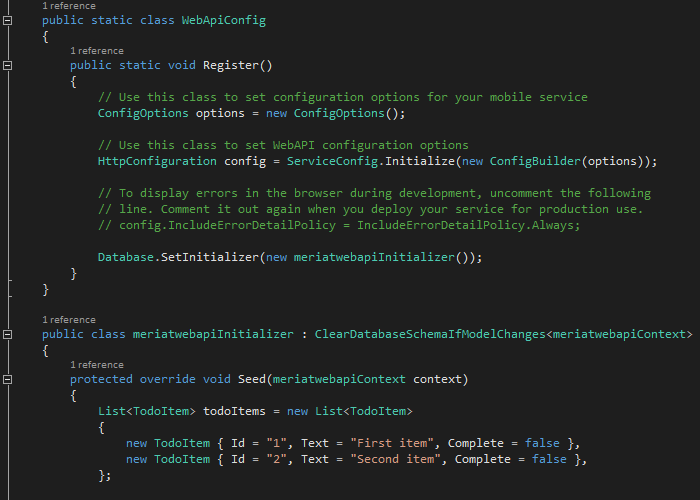 1 reference
public static class WebApiConfig
{
1 reference
public static void Register()
{
// Use this class to set configuration options for your mobile service
ConfigOptions options = new ConfigOptions();
// Use this class to set WebAPI configuration options
HttpConfiguration config = ServiceConfig.Initialize(new ConfigBuilder(options));
// To display errors in the browser during development, uncomment the following
// line. Comment it out again when you deploy your service for production use.
// config.IncludeErrorDetailPolicy = IncludeErrorDetailPolicy.Always;
Database.SetInitializer(new meriatwebapiInitializer());
}
}
1 reference
public class meriatwebapiInitializer : ClearDatabaseSchemaIfModelChanges<meriatwebapiContext>
{
1 reference
protected override void Seed(meriatwebapiContext context)
{
List<TodoItem> todoItems = new List<TodoItem>
{
new TodoItem { Id = "1", Text = "First item", Complete = false },
new TodoItem { Id = "2", Text = "Second item", Complete = false },
};